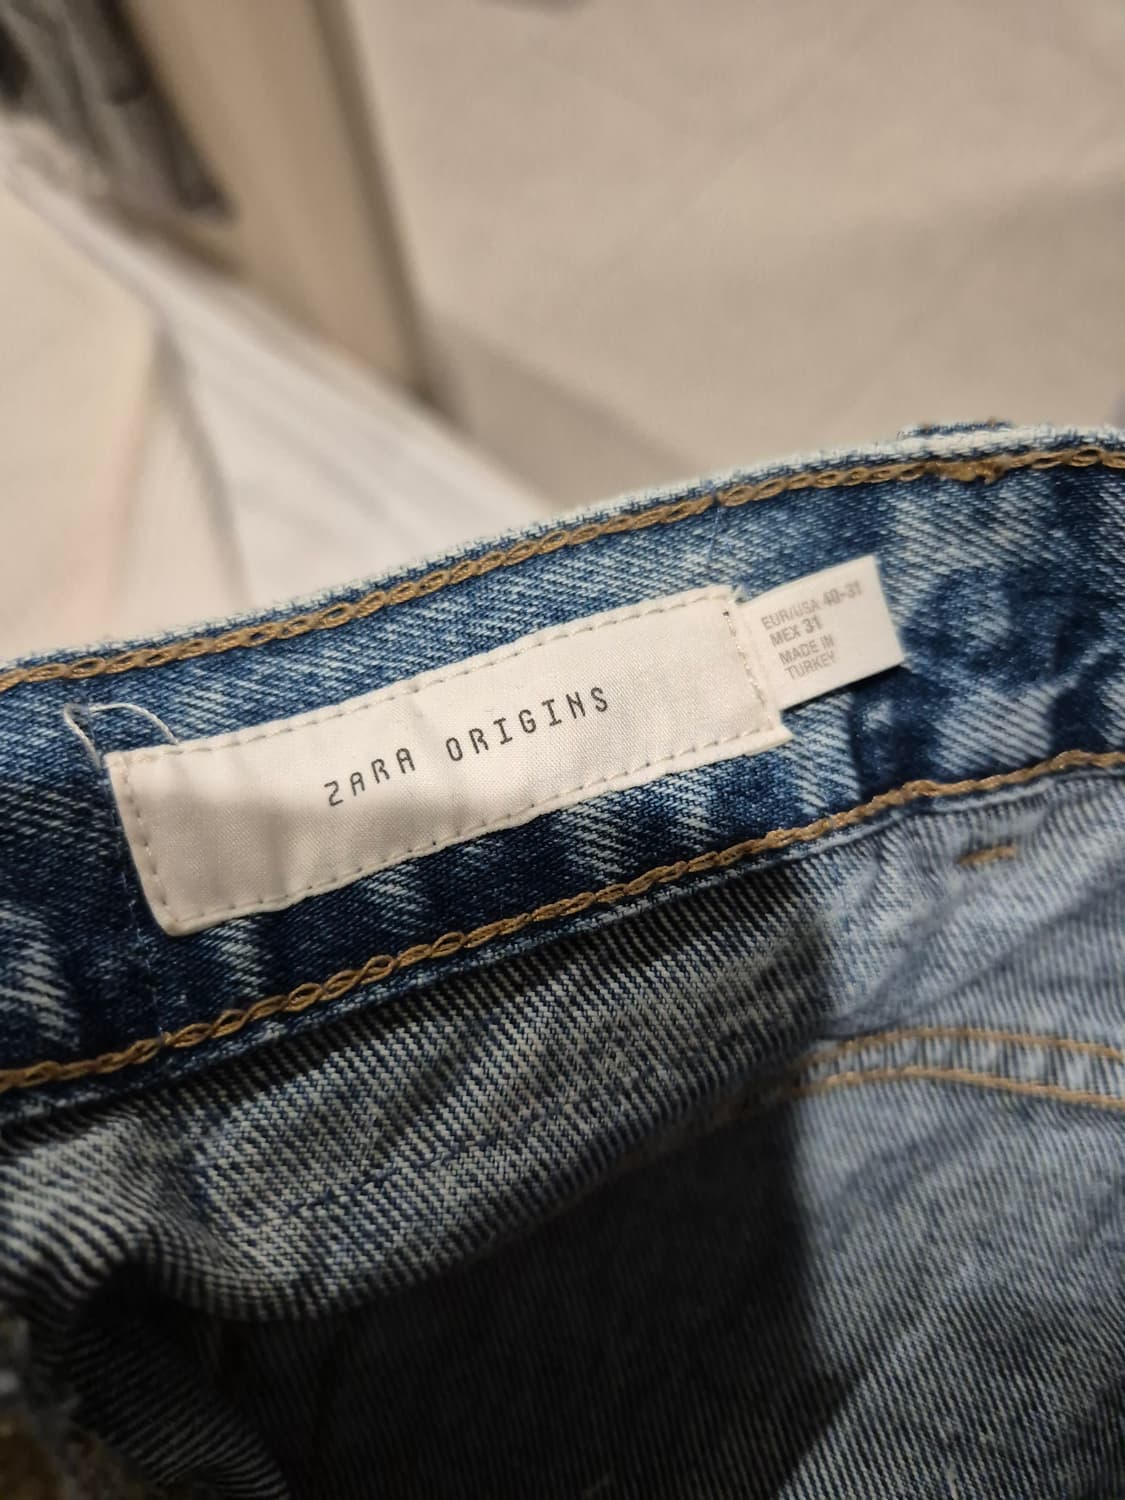 ZARA ORIGINS
EUR/USA 40-31
MEX 31
MADE IN
TURKEY